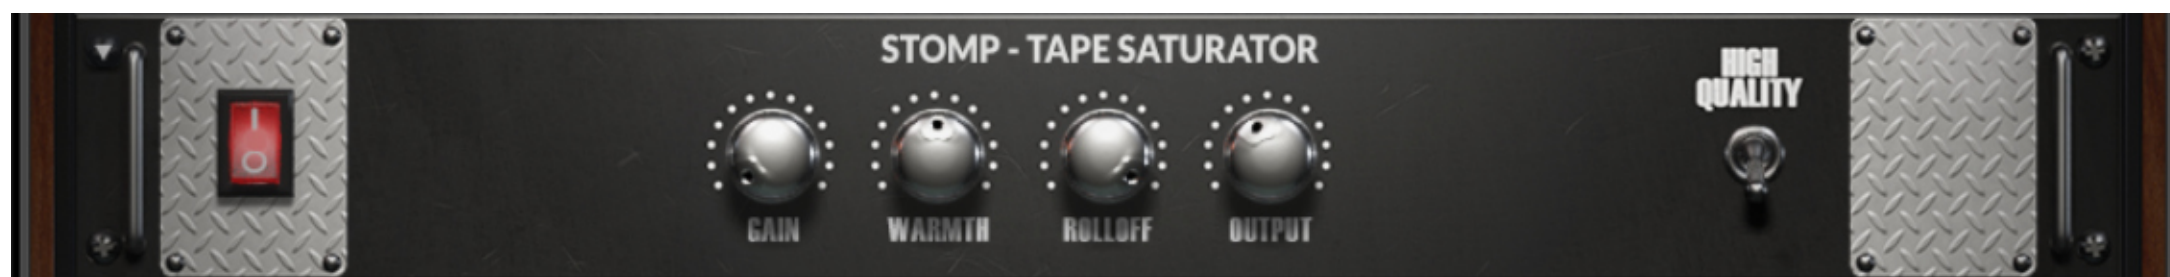 STOMP - TAPE SATURATOR
HIGH
QUALITY
I
O
GAIN WARMTH ROLLOFF OUTPUT